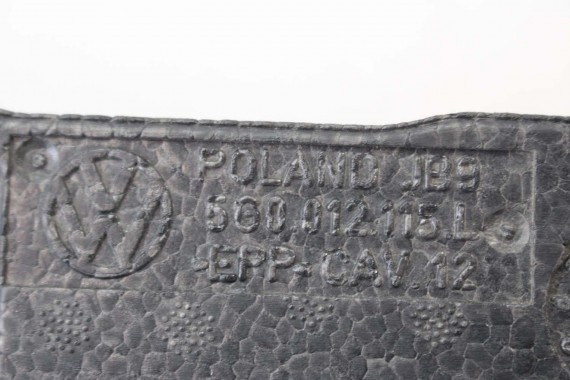 POLAND JB9
5G0.012.115.L
-EPP- CAV. 12